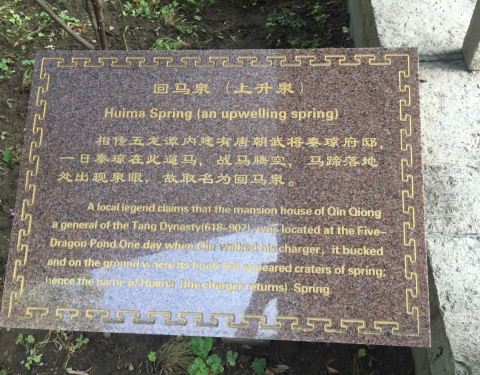 回马泉（上升泉）
Huima Spring (an upwelling spring)
相传五龙潭内建有唐朝武将秦琼府邸,
一日秦琼在此遛马，战马腾空， 马蹄落地
处出现泉眼，故取名为回马泉。
A local legend claims that the mansion house of Qin Qiong
a general of the Tang Dynasty(618-907), was located at the Five-
Dragon Pond.One day when Qin walked his charger, it bucked
and on the ground where its hoofs fell appeared craters of spring;
hence the name of Huima (the charger returns) Spring.